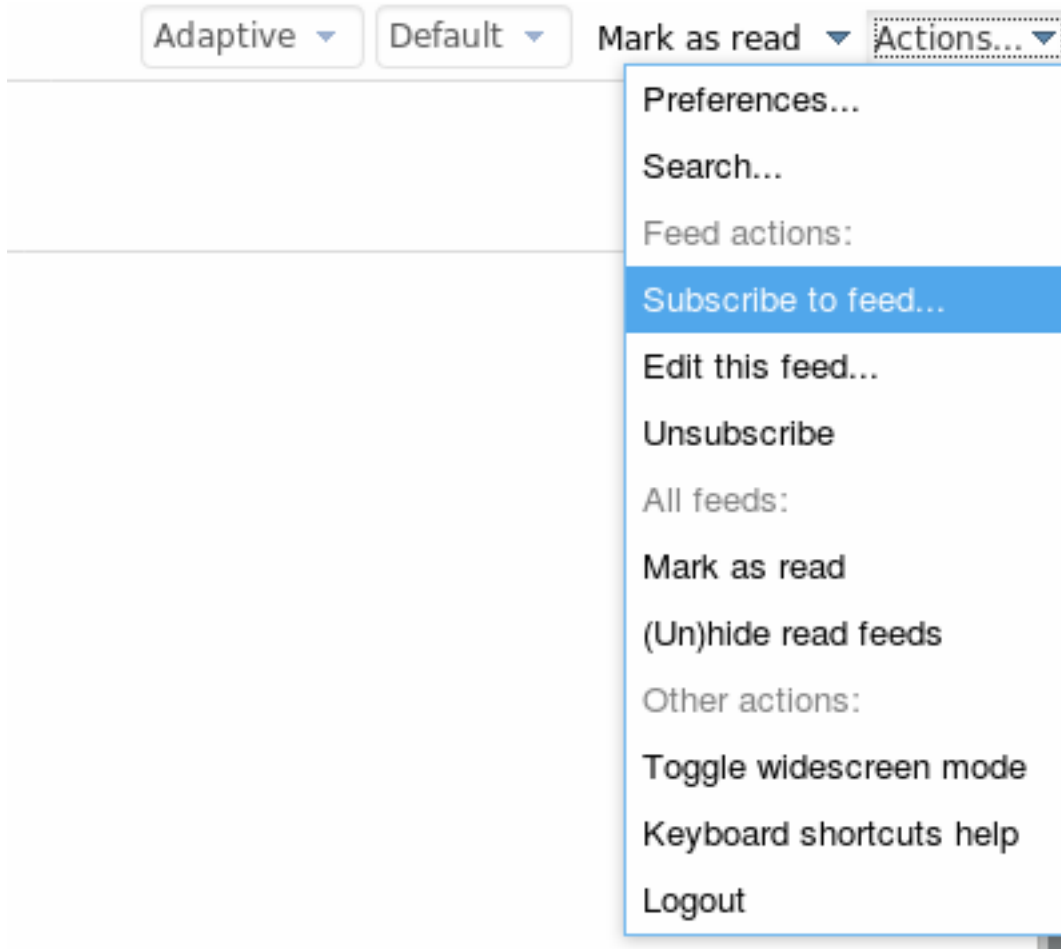 Adaptive Default Mark as read Actions...
Preferences...
Search...
Feed actions:
Subscribe to feed...
Edit this feed...
Unsubscribe
All feeds:
Mark as read
(Un)hide read feeds
Other actions:
Toggle widescreen mode
Keyboard shortcuts help
Logout